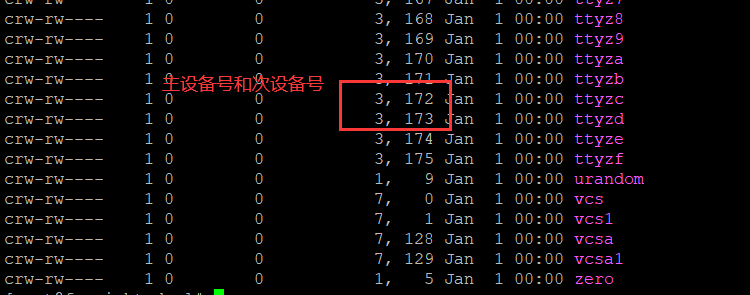 crw-rw---- 1 0 0 3, 167 Jan 1 00:00 ttyz7
crw-rw---- 1 0 0 3, 168 Jan 1 00:00 ttyz8
crw-rw---- 1 0 0 3, 169 Jan 1 00:00 ttyz9
crw-rw---- 1 0 0 3, 170 Jan 1 00:00 ttyza
crw-rw---- 1 0 0 3, 171 Jan 1 00:00 ttyzb
主设备号和次设备号
crw-rw---- 1 0 0 3, 172 Jan 1 00:00 ttyzc
crw-rw---- 1 0 0 3, 173 Jan 1 00:00 ttyzd
crw-rw---- 1 0 0 3, 174 Jan 1 00:00 ttyze
crw-rw---- 1 0 0 3, 175 Jan 1 00:00 ttyzf
crw-rw---- 1 0 0 1, 9 Jan 1 00:00 urandom
crw-rw---- 1 0 0 7, 0 Jan 1 00:00 vcs
crw-rw---- 1 0 0 7, 1 Jan 1 00:00 vcs1
crw-rw---- 1 0 0 7, 128 Jan 1 00:00 vcsa
crw-rw---- 1 0 0 7, 129 Jan 1 00:00 vcsa1
crw-rw---- 1 0 0 1, 5 Jan 1 00:00 zero